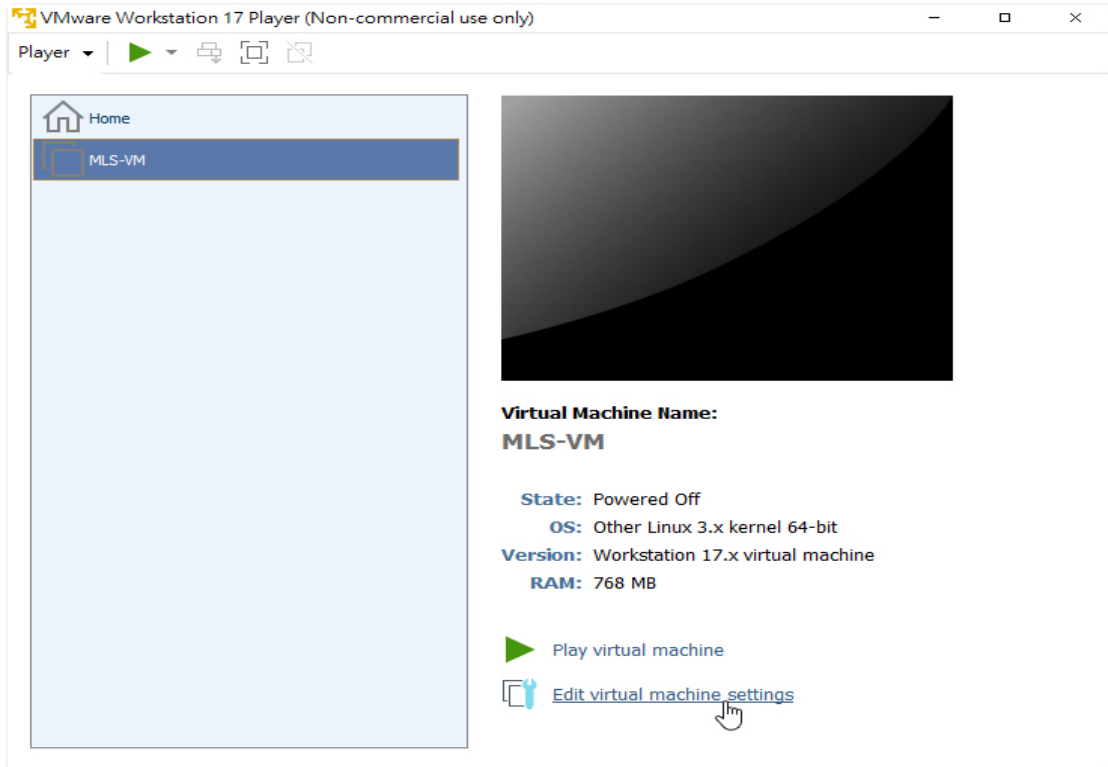 VMware Workstation 17 Player (Non-commercial use only)
Player
Home
MLS-VM
Virtual Machine Name:
MLS-VM
State: Powered Off
OS: Other Linux 3.x kernel 64-bit
Version: Workstation 17.x virtual machine
RAM: 768 MB
Play virtual machine
Edit virtual machine settings